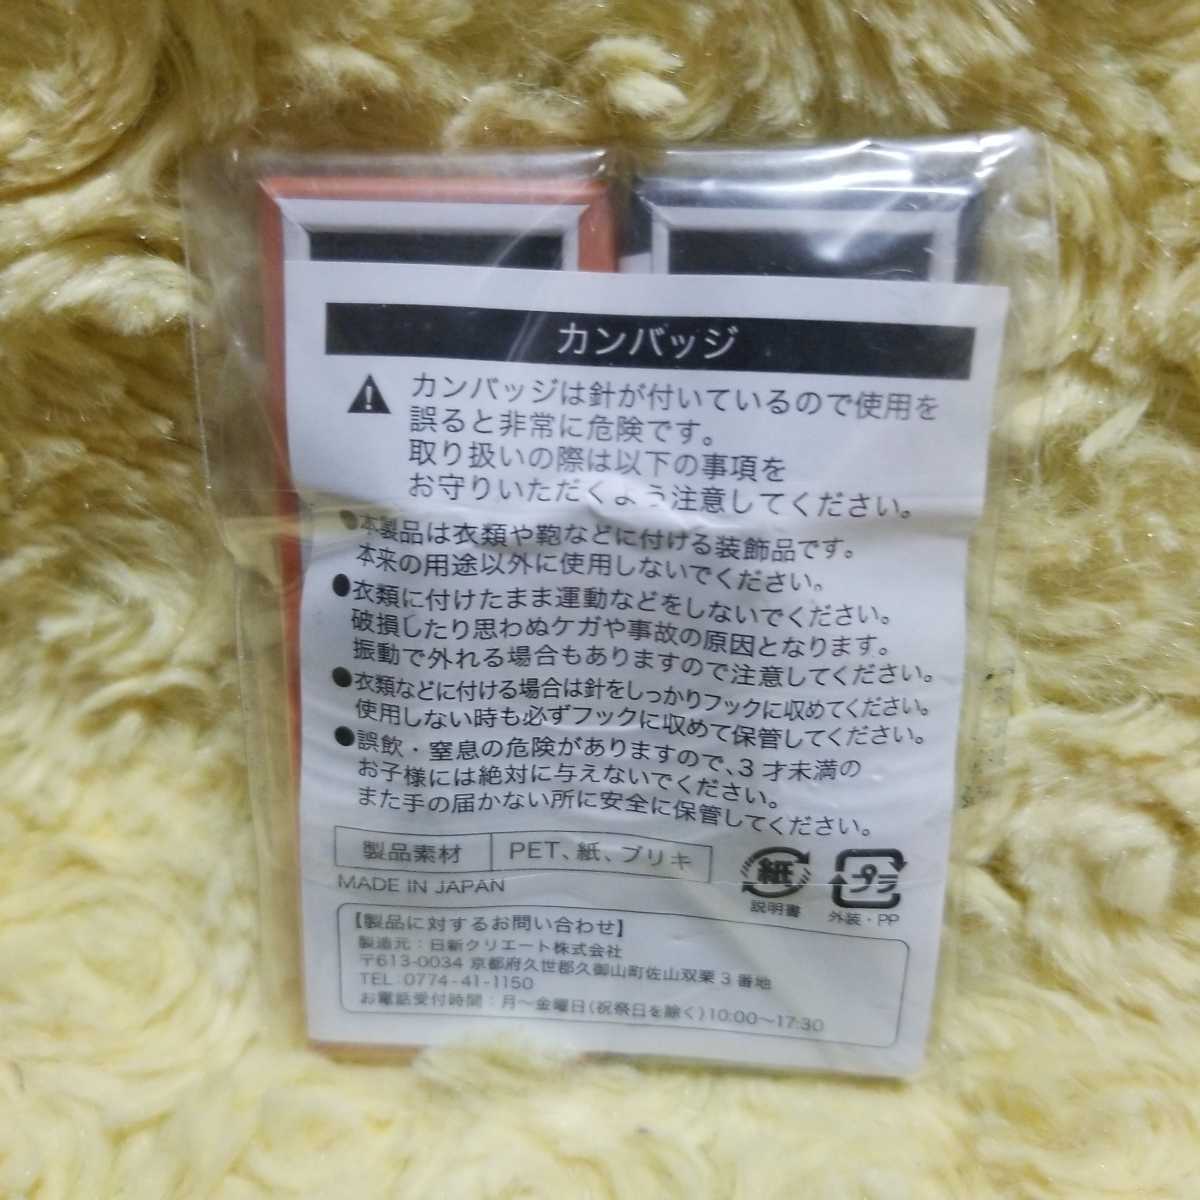 カンバッジ
カンバッジは針が付いているので使用を
誤ると非常に危険です。
取り扱いの際は以下の事項を
お守りいただくよう注意してください。
●本製品は衣類や鞄などに付ける装飾品です。
本来の用途以外に使用しないでください。
●衣類に付けたまま運動などをしないでください。
破損したり思わぬケガや事故の原因となります。
振動で外れる場合もありますので注意してください。
●衣類などに付ける場合は針をしっかりフックに収めてください。
使用しない時も必ずフックに収めて保管してください。
●誤飲・窒息の危険がありますので、3才未満の
お子様には絶対に与えないでください。
また手の届かない所に安全に保管してください。
製品素材 PET、紙、ブリキ
MADE IN JAPAN
紙
説明書
プラ
外装・PP
【製品に対するお問い合わせ】
製造元：日新クリエート株式会社
〒613-0034 京都府久世郡久御山町佐山双栗3番地
TEL:0774-41-1150
お電話受付時間：月〜金曜日(祝祭日を除く)10:00〜17:30